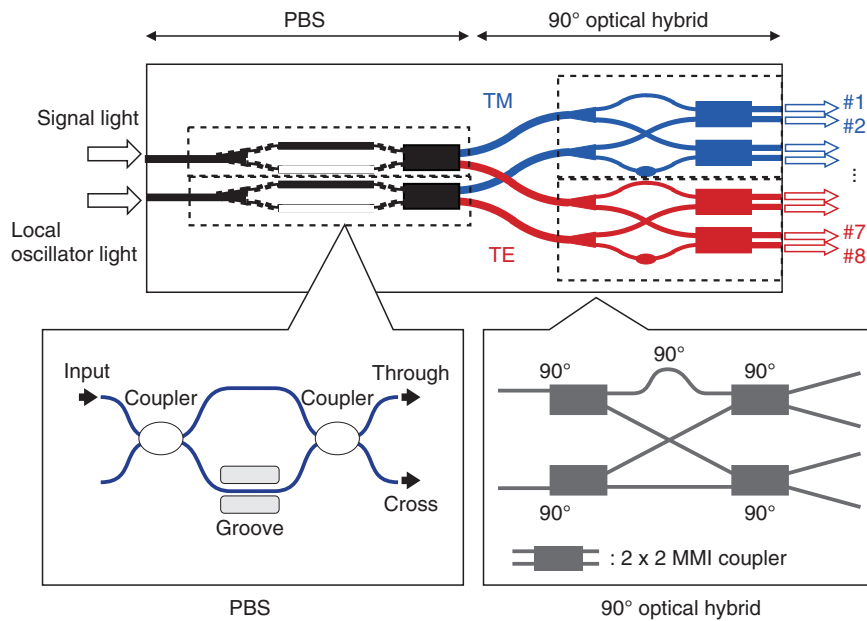 PBS
90° optical hybrid
Signal light
Local
oscillator light
TM
TE
#1
#2
...
#7
#8
Input
Coupler
Coupler
Through
Groove
Cross
PBS
90°
90°
90°
90°
90°
: 2 x 2 MMI coupler
90° optical hybrid